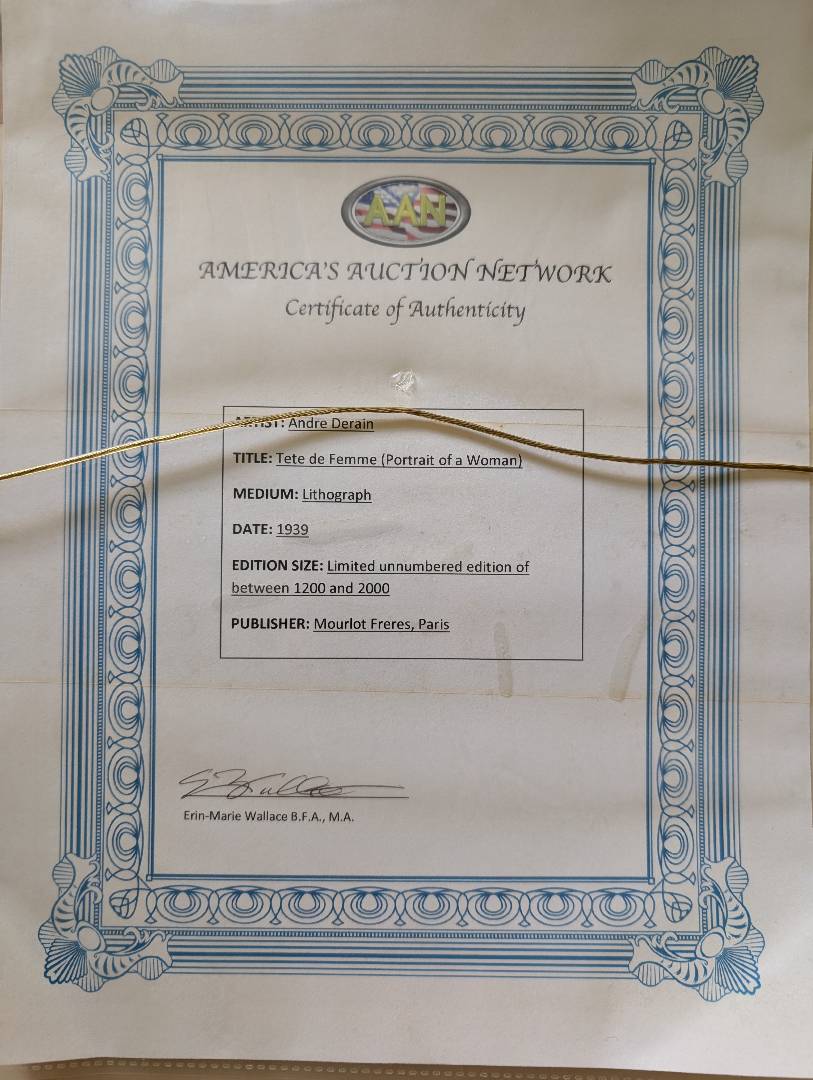 AAN
AMERICA'S AUCTION NETWORK
Certificate of Authenticity
ARTIST: Andre Derain
TITLE: Tete de Femme (Portrait of a Woman)
MEDIUM: Lithograph
DATE: 1939
EDITION SIZE: Limited unnumbered edition of
between 1200 and 2000
PUBLISHER: Mourlot Freres, Paris
Erin-Marie Wallace B.F.A., M.A.